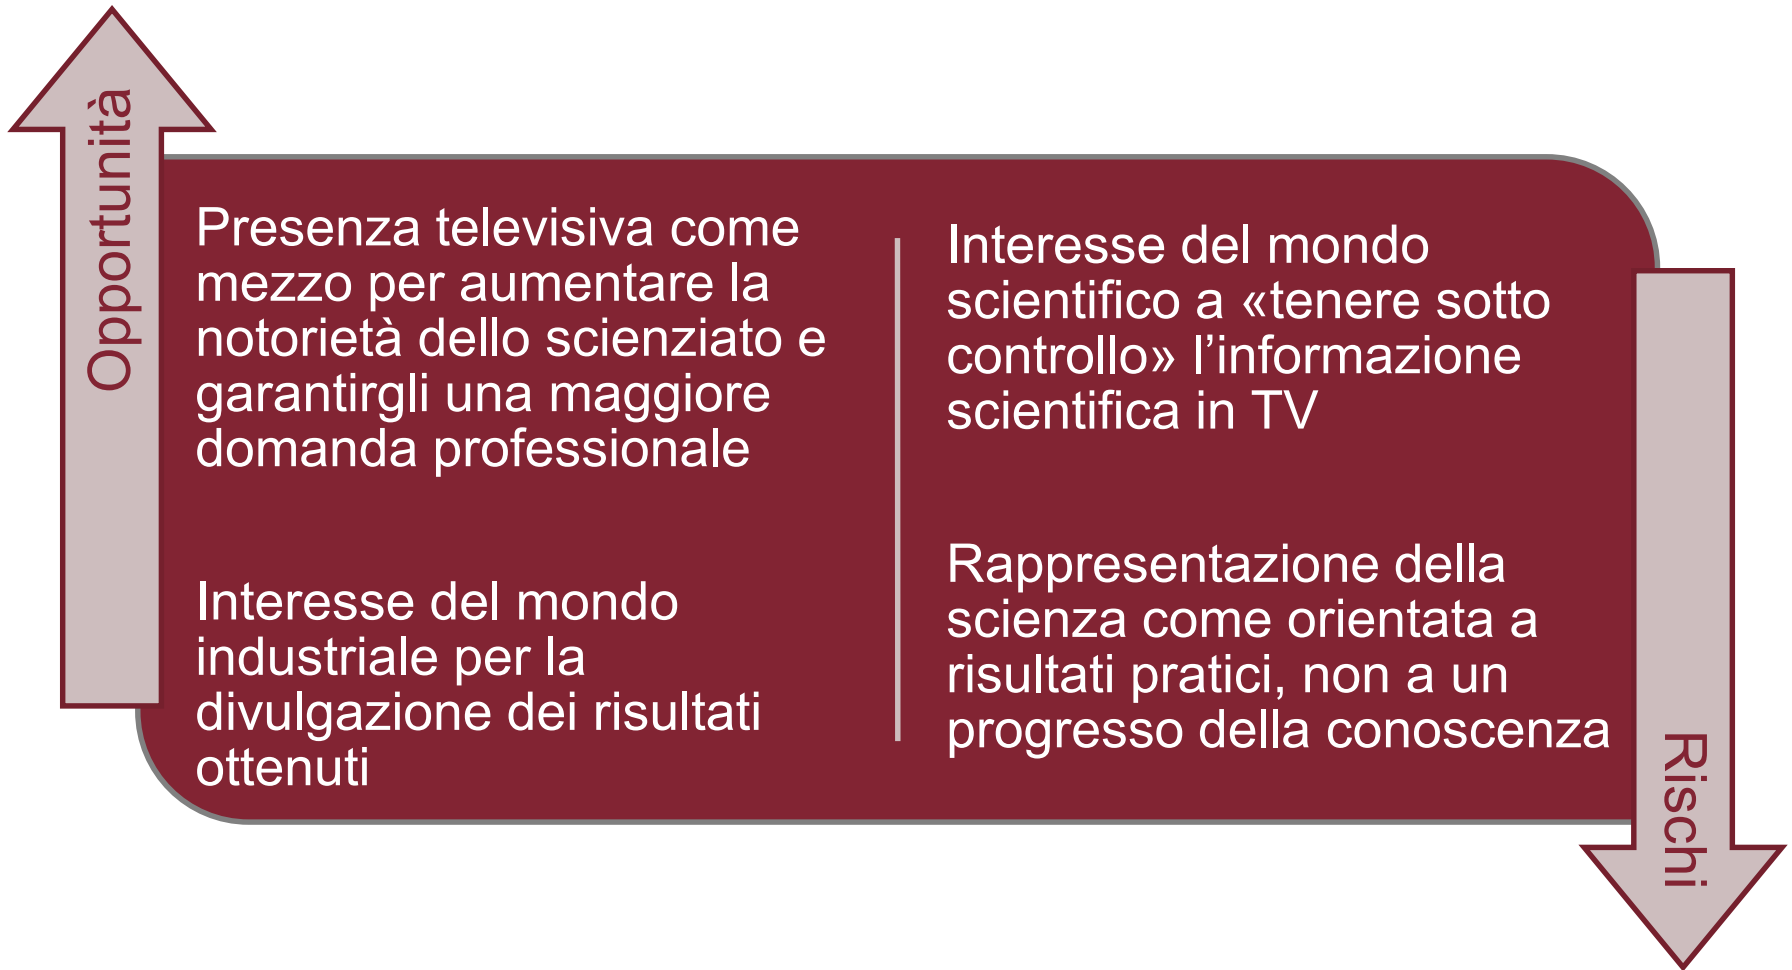 Opportunità
Presenza televisiva come
mezzo per aumentare la
notorietà dello scienziato e
garantirgli una maggiore
domanda professionale
Interesse del mondo
industriale per la
divulgazione dei risultati
ottenuti
Interesse del mondo
scientifico a «tenere sotto
controllo» l’informazione
scientifica in TV
Rappresentazione della
scienza come orientata a
risultati pratici, non a un
progresso della conoscenza
Rischi